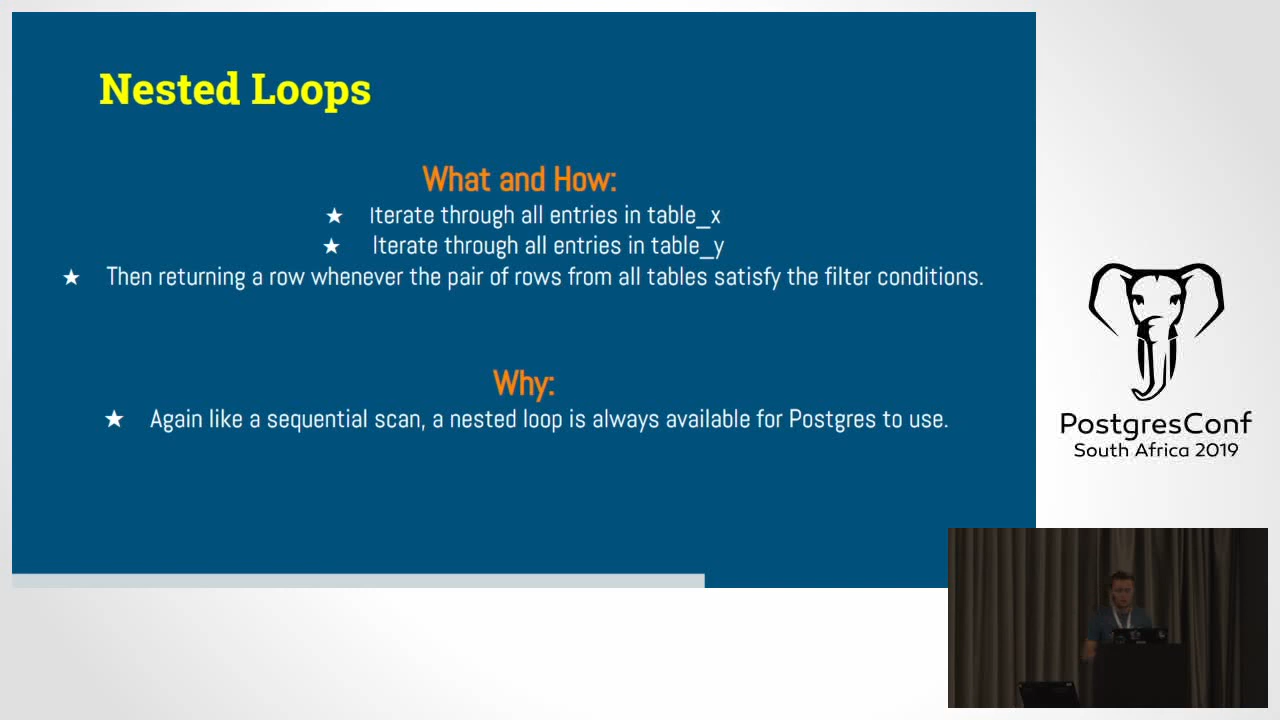 Nested Loops
What and How:
★ Iterate through all entries in table_x
★ Iterate through all entries in table_y
★ Then returning a row whenever the pair of rows from all tables satisfy the filter conditions.
Why:
★ Again like a sequential scan, a nested loop is always available for Postgres to use.
PostgresConf
South Africa 2019